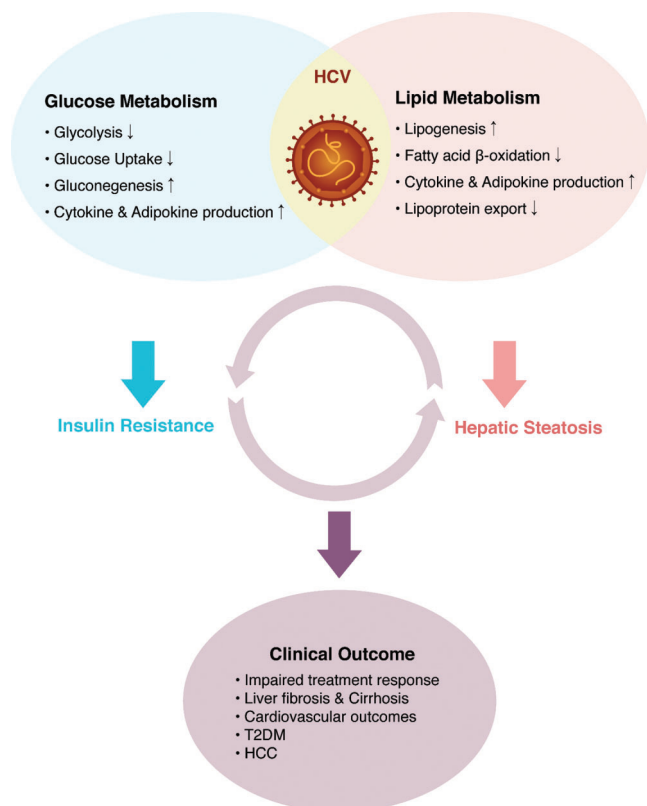 HCV
Glucose Metabolism
• Glycolysis ↓
• Glucose Uptake ↓
• Gluconegenesis ↑
• Cytokine & Adipokine production ↑
Lipid Metabolism
• Lipogenesis ↑
• Fatty acid β-oxidation ↓
• Cytokine & Adipokine production ↑
• Lipoprotein export ↓
Insulin Resistance
Hepatic Steatosis
Clinical Outcome
• Impaired treatment response
• Liver fibrosis & Cirrhosis
• Cardiovascular outcomes
• T2DM
• HCC